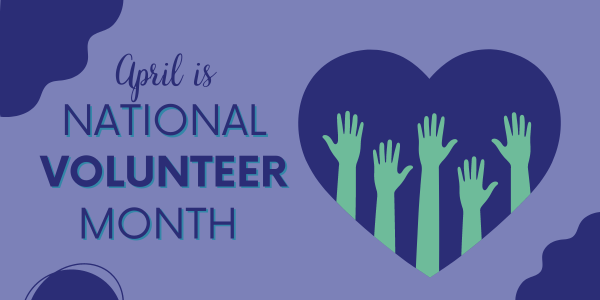 April is
NATIONAL
VOLUNTEER
MONTH